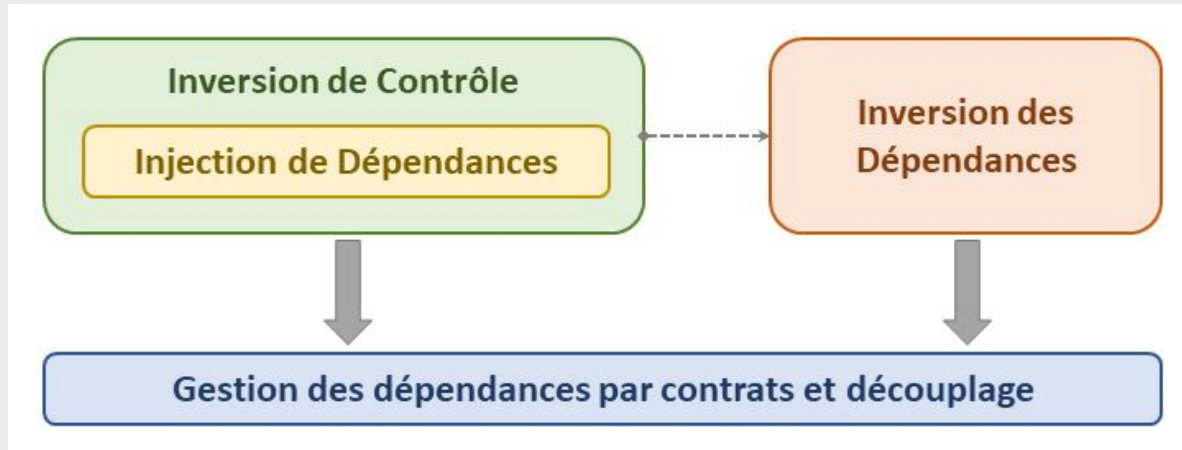 Inversion de Contrôle
Injection de Dépendances
Inversion des
Dépendances
Gestion des dépendances par contrats et découplage